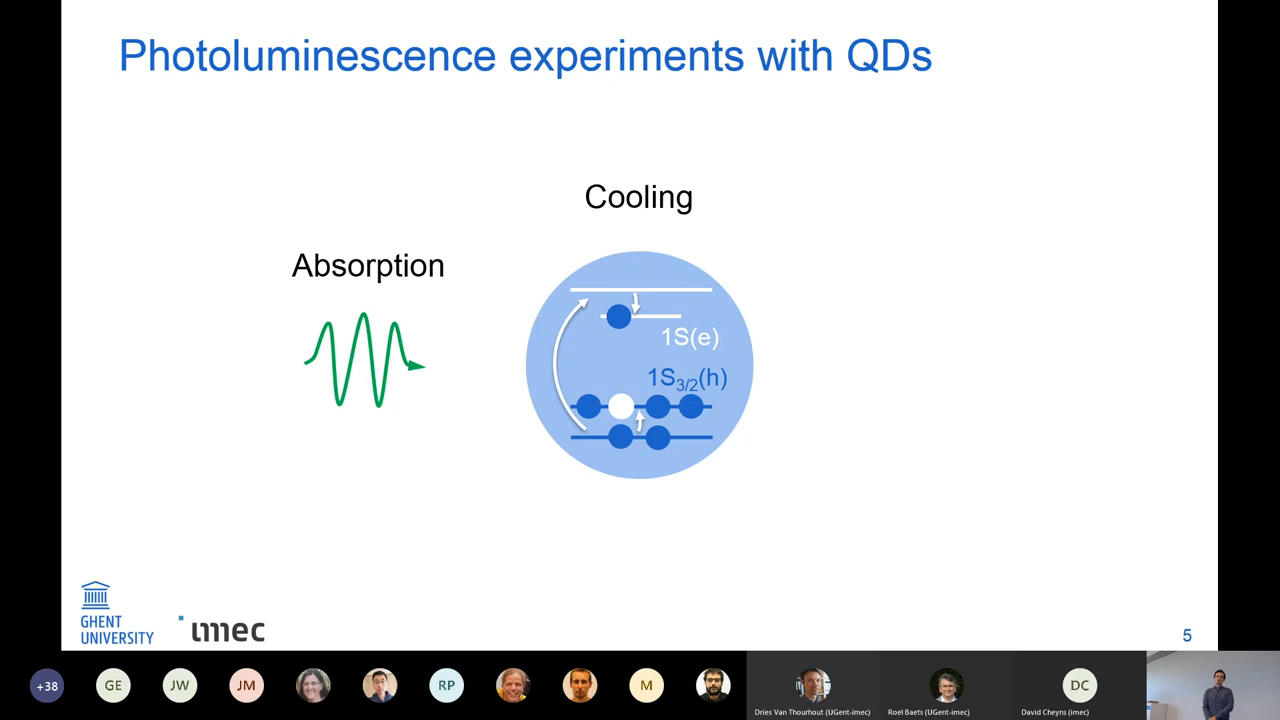 Photoluminescence experiments with QDs
Cooling
Absorption
1S(e)
1S3/2(h)
GHENT
UNIVERSITY
imec
5
+38
GE
JW
JM
RP
M
DC
Dries Van Thourhout (UGent-imec)
Roel Baets (UGent-imec)
David Cheyns (imec)